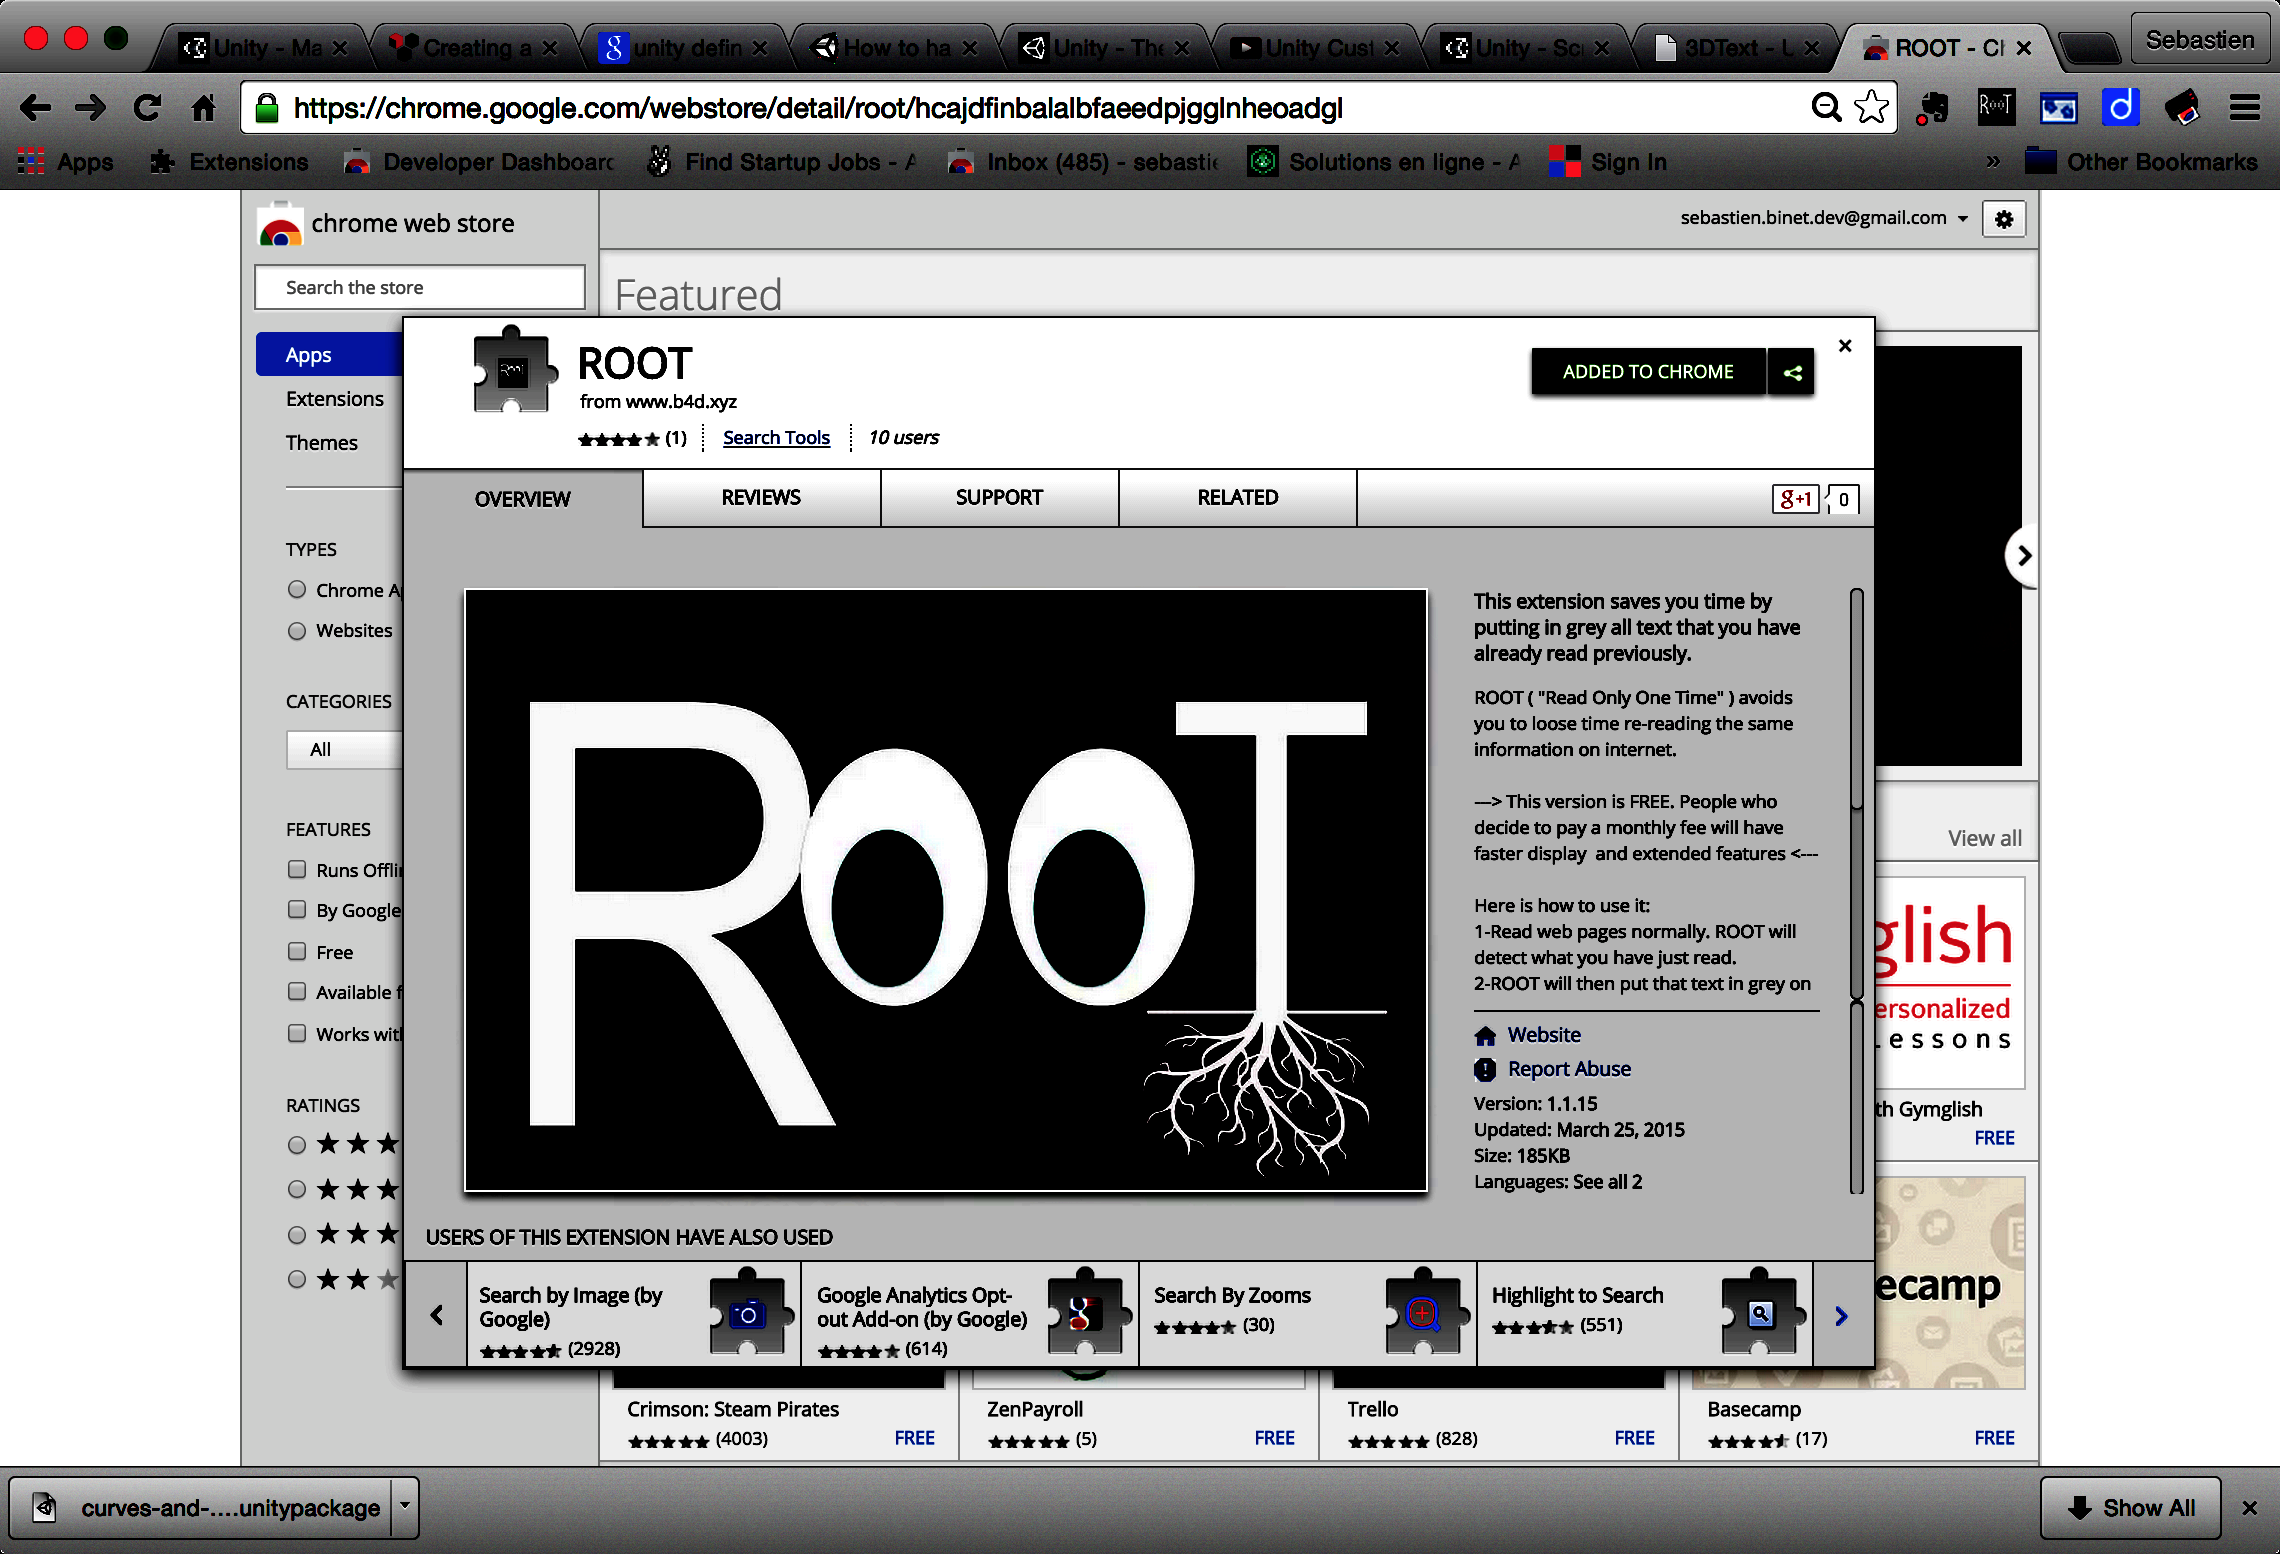 Unity - Ma
Creating a
unity defin
How to ha
Unity - The
Unity Cust
Unity - Scr
3DText - U
ROOT - Ch
Sebastien
https://chrome.google.com/webstore/detail/root/hcajdfinbalalbfaeedpjgglnheoadgl
Apps
Extensions
Developer Dashboard
Find Startup Jobs - A
Inbox (485) - sebastie
Solutions en ligne - A
Sign In
» Other Bookmarks
chrome web store
sebastien.binet.dev@gmail.com
Search the store
Featured
Apps
Extensions
Themes
TYPES
Chrome Ap
Websites
CATEGORIES
All
FEATURES
Runs Offli
By Google
Free
Available f
Works with
RATINGS
ROOT
from www.b4d.xyz
(1) Search Tools 10 users
ADDED TO CHROME
OVERVIEW REVIEWS SUPPORT RELATED
g+1 0
RooT
This extension saves you time by
putting in grey all text that you have
already read previously.
ROOT ( "Read Only One Time" ) avoids
you to loose time re-reading the same
information on internet.
---> This version is FREE. People who
decide to pay a monthly fee will have
faster display and extended features <---
Here is how to use it:
1-Read web pages normally. ROOT will
detect what you have just read.
2-ROOT will then put that text in grey on
Website
Report Abuse
Version: 1.1.15
Updated: March 25, 2015
Size: 185KB
Languages: See all 2
USERS OF THIS EXTENSION HAVE ALSO USED
Search by Image (by
Google)
(2928)
Google Analytics Opt-
out Add-on (by Google)
(614)
Search By Zooms
(30)
Highlight to Search
(551)
View all
glish
ersonalized
Lessons
th Gymglish
FREE
ecamp
Crimson: Steam Pirates
(4003) FREE
ZenPayroll
(5) FREE
Trello
(828) FREE
Basecamp
(17) FREE
curves-and-....unitypackage
Show All